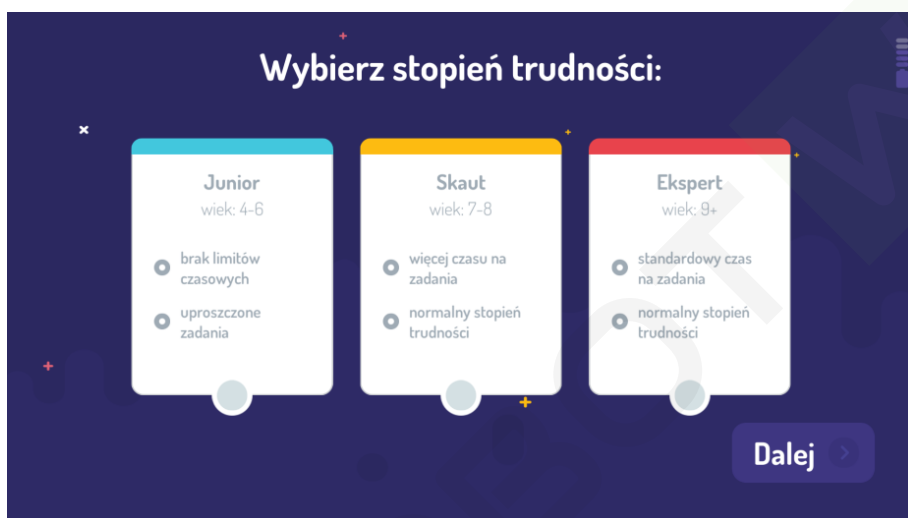 Wybierz stopień trudności:
Junior
wiek: 4-6
brak limitów
czasowych
uproszczone
zadania
Skaut
wiek: 7-8
więcej czasu na
zadania
normalny stopień
trudności
Ekspert
wiek: 9+
standardowy czas
na zadania
normalny stopień
trudności
Dalej